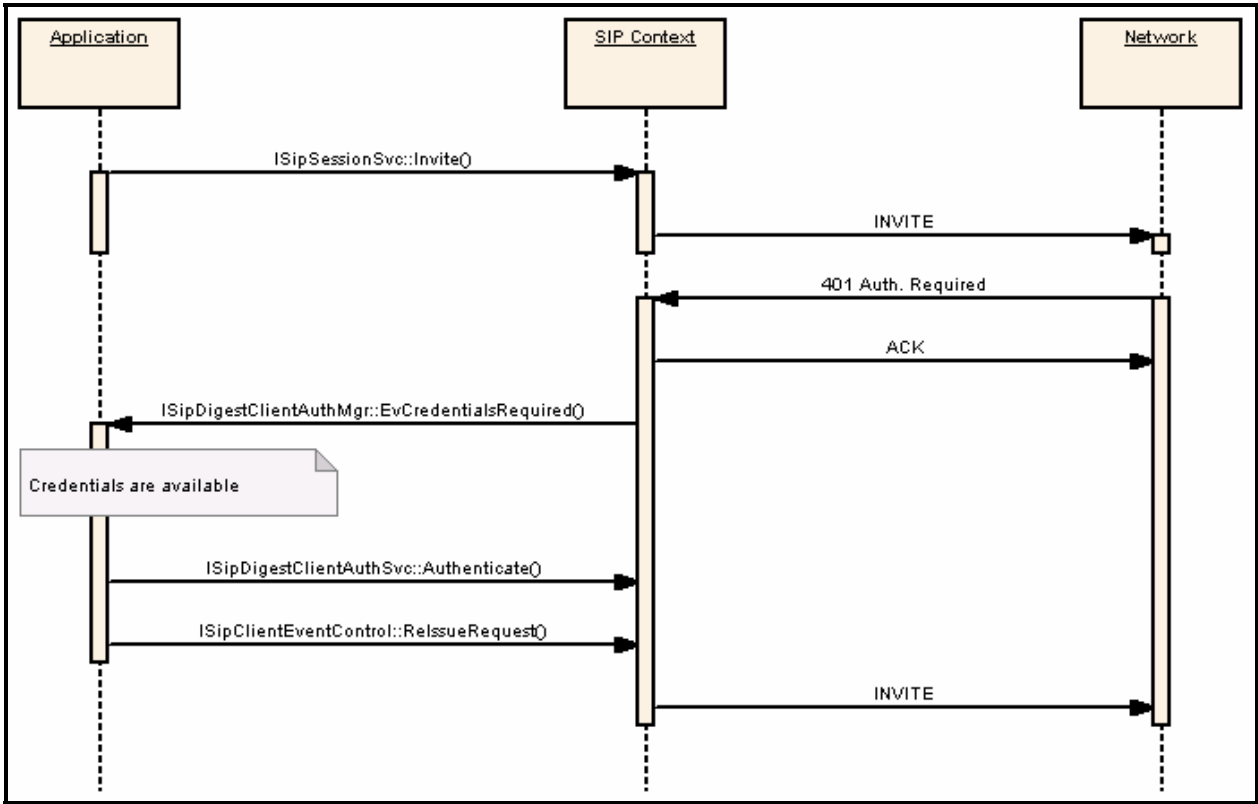 Application
SIP Context
Network
ISipSessionSvc::Invite()
INVITE
401 Auth. Required
ACK
ISipDigestClientAuthMgr::EvCredentialsRequired()
Credentials are available
ISipDigestClientAuthSvc::Authenticate()
ISipClientEventControl::ReIssueRequest()
INVITE